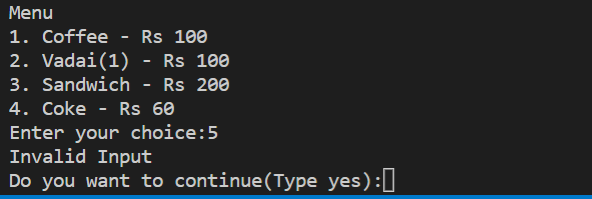 Menu
1. Coffee - Rs 100
2. Vadai(1) - Rs 100
3. Sandwich - Rs 200
4. Coke - Rs 60
Enter your choice:5
Invalid Input
Do you want to continue(Type yes):